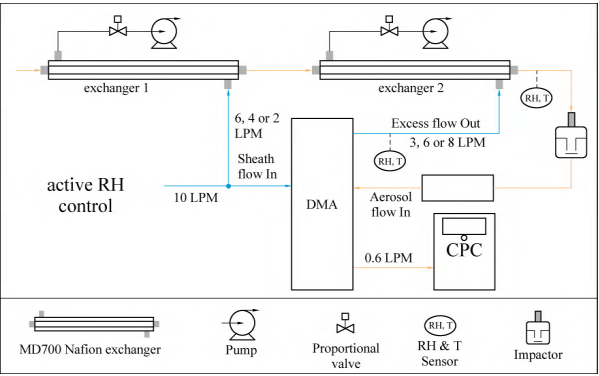 exchanger 1
exchanger 2
RH, T
6, 4 or 2
LPM
Excess flow Out
3, 6 or 8 LPM
RH, T
Sheath
flow In
active RH
control
10 LPM
DMA
Aerosol
flow In
CPC
0.6 LPM
MD700 Nafion exchanger
Pump
Proportional
valve
RH, T
RH & T
Sensor
Impactor